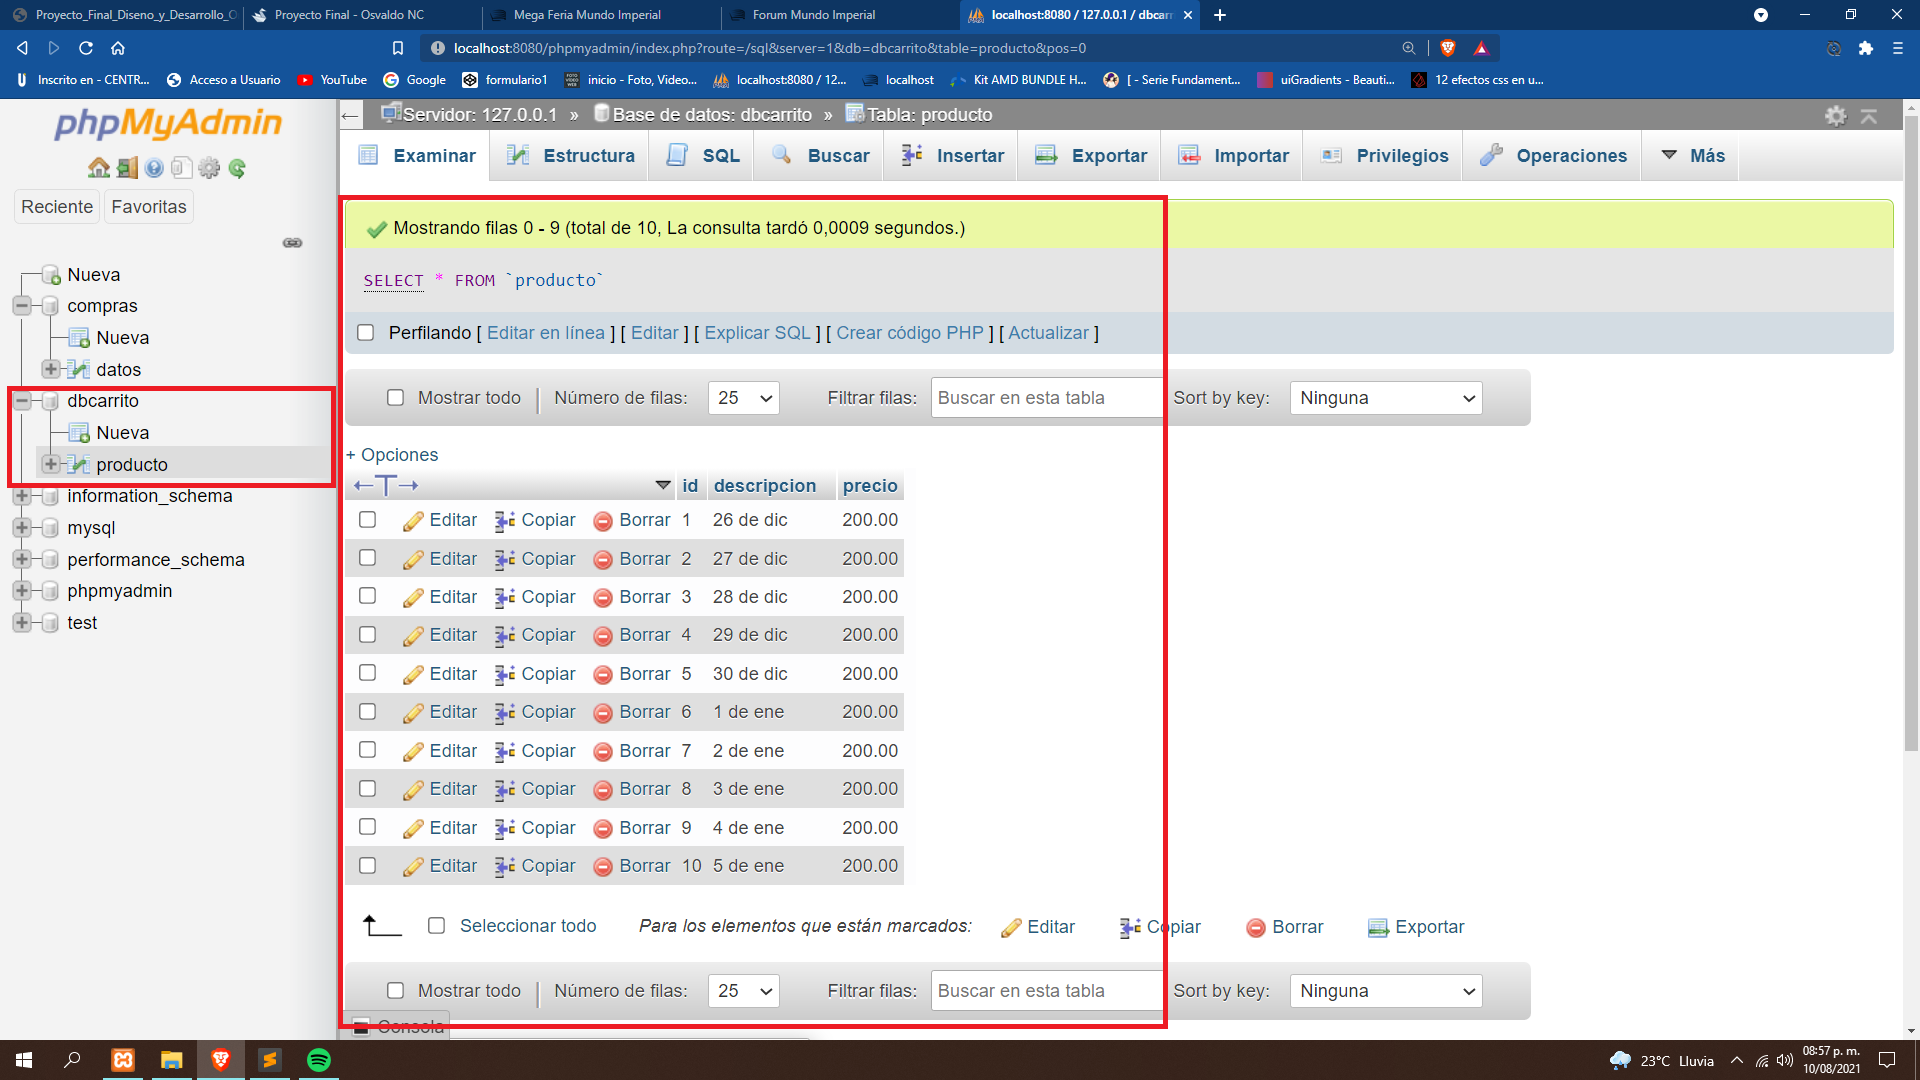 Proyecto_Final_Diseno_y_Desarrollo_O
Proyecto Final - Osvaldo NC
Mega Feria Mundo Imperial
Forum Mundo Imperial
localhost:8080 / 127.0.0.1 / dbcarr
localhost:8080/phpmyadmin/index.php?route=/sql&server=1&db=dbcarrito&table=producto&pos=0
Inscrito en - CENTR...
Acceso a Usuario
YouTube
Google
formulario1
inicio - Foto, Video...
localhost:8080 / 12...
localhost
Kit AMD BUNDLE H...
[ - Serie Fundament...
uiGradients - Beauti...
12 efectos css en u...
phpMyAdmin
Reciente
Favoritas
Nueva
compras
Nueva
datos
dbcarrito
Nueva
producto
information_schema
mysql
performance_schema
phpmyadmin
test
Servidor: 127.0.0.1 » Base de datos: dbcarrito » Tabla: producto
Examinar
Estructura
SQL
Buscar
Insertar
Exportar
Importar
Privilegios
Operaciones
Más
Mostrando filas 0 - 9 (total de 10, La consulta tardó 0,0009 segundos.)
SELECT * FROM `producto`
Perfilando [ Editar en línea ] [ Editar ] [ Explicar SQL ] [ Crear código PHP ] [ Actualizar ]
Mostrar todo | Número de filas: 25 Filtrar filas: Buscar en esta tabla Sort by key: Ninguna
+ Opciones
←T→ id descripcion precio
Editar Copiar Borrar 1 26 de dic 200.00
Editar Copiar Borrar 2 27 de dic 200.00
Editar Copiar Borrar 3 28 de dic 200.00
Editar Copiar Borrar 4 29 de dic 200.00
Editar Copiar Borrar 5 30 de dic 200.00
Editar Copiar Borrar 6 1 de ene 200.00
Editar Copiar Borrar 7 2 de ene 200.00
Editar Copiar Borrar 8 3 de ene 200.00
Editar Copiar Borrar 9 4 de ene 200.00
Editar Copiar Borrar 10 5 de ene 200.00
Seleccionar todo Para los elementos que están marcados: Editar Copiar Borrar Exportar
Mostrar todo | Número de filas: 25 Filtrar filas: Buscar en esta tabla Sort by key: Ninguna
Consola
23°C Lluvia
08:57 p. m.
10/08/2021